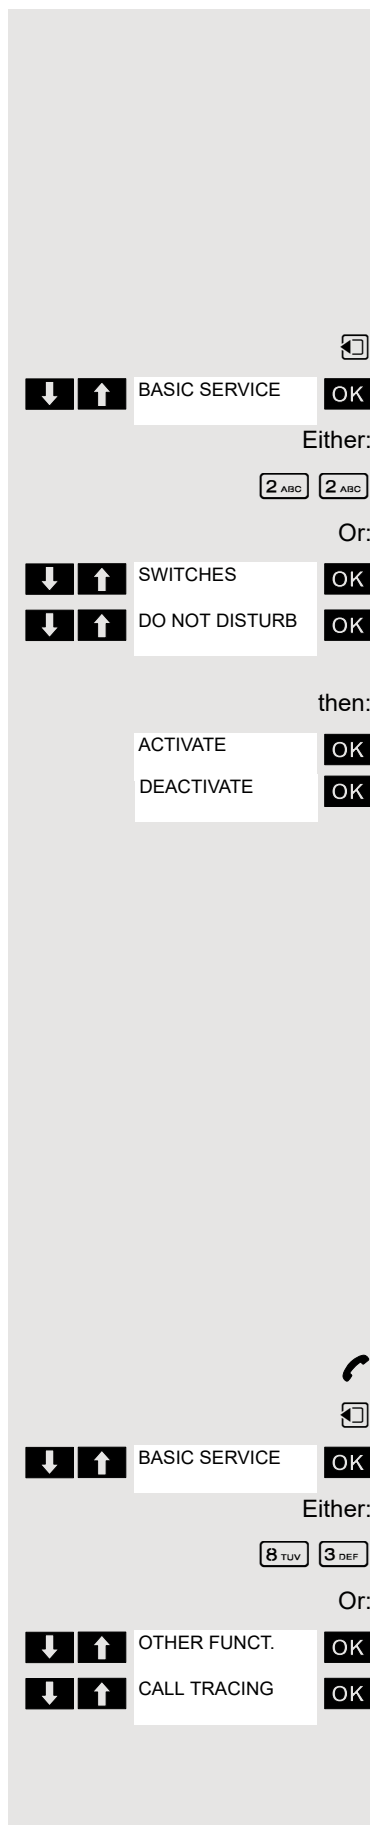 BASIC SERVICE OK
Either:
2 ABC 2 ABC
Or:
SWITCHES OK
DO NOT DISTURB OK
then:
ACTIVATE OK
DEACTIVATE OK
BASIC SERVICE OK
Either:
8 TUV 3 DEF
Or:
OTHER FUNCT. OK
CALL TRACING OK